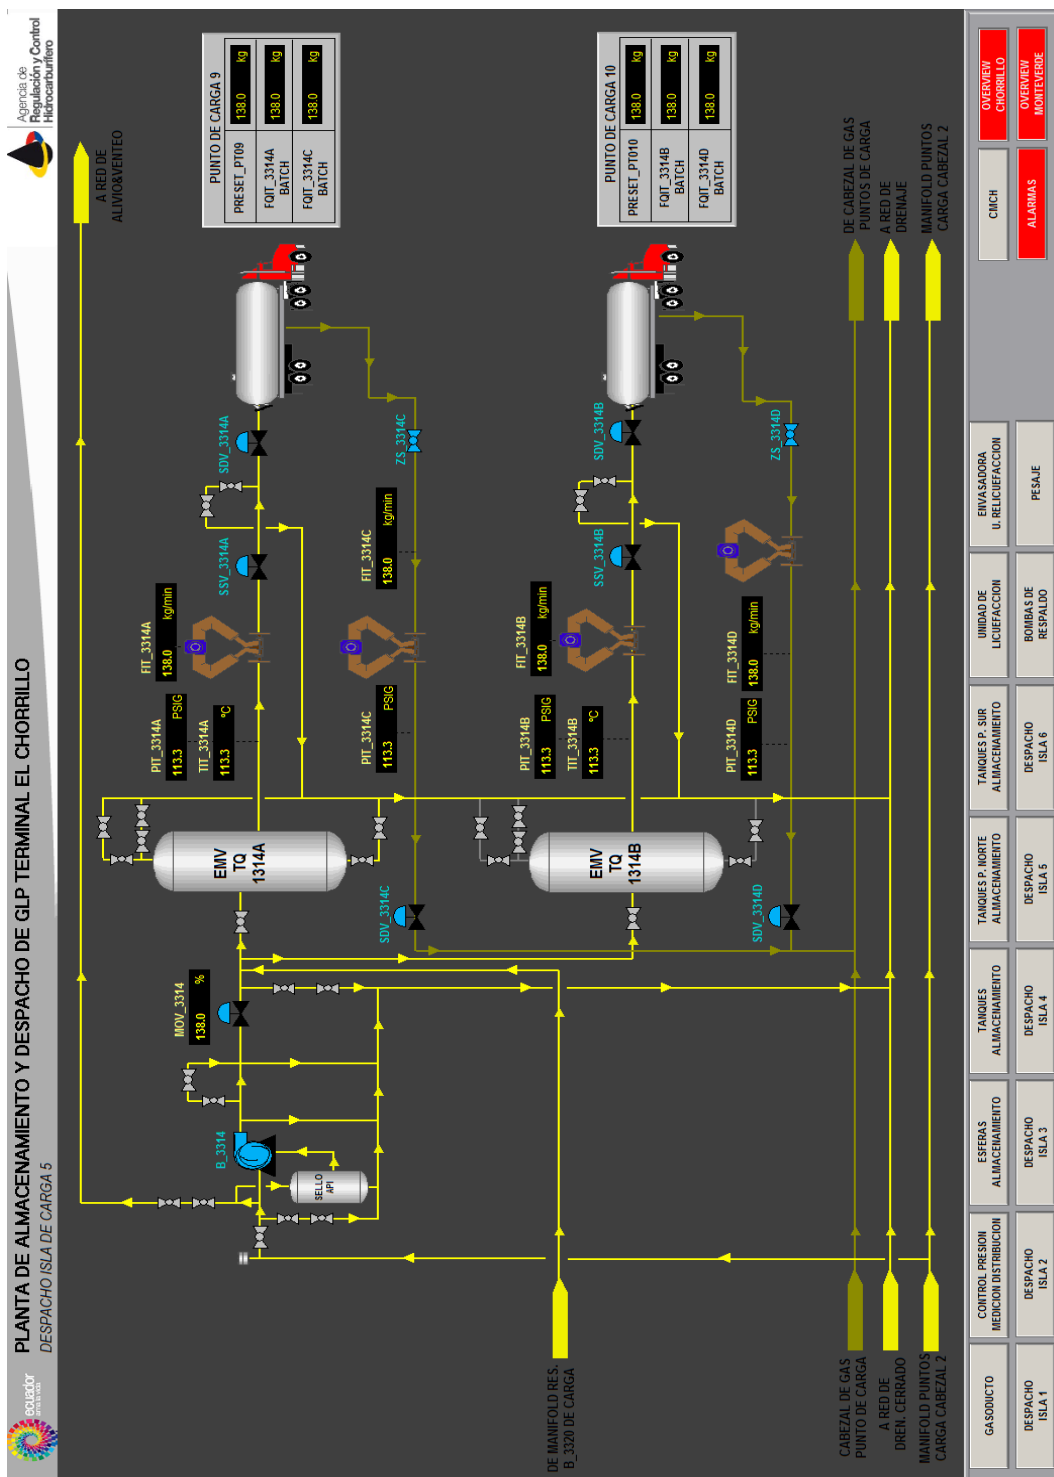 ecuador
ama la vida
PLANTA DE ALMACENAMIENTO Y DESPACHO DE GLP TERMINAL EL CHORRILLO
DESPACHO ISLA DE CARGA 5
Agencia de
Regulación y Control
Hidrocarburífero
A RED DE
ALIVIO&VENTEO
PUNTO DE CARGA 9
PRESET_PT09
138.0 kg
FQIT_3314A
BATCH
138.0 kg
FQIT_3314C
BATCH
138.0 kg
MOV_3314
138.0 %
B_3314
SELLO
API
EMV
TQ
1314A
PIT_3314A
113.3 PSIG
TIT_3314A
113.3 ºC
FIT_3314A
138.0 kg/min
SSV_3314A
SDV_3314A
SDV_3314C
PIT_3314C
113.3 PSIG
FIT_3314C
138.0 kg/min
ZS_3314C
PUNTO DE CARGA 10
PRESET_PT010
138.0 kg
FQIT_3314B
BATCH
138.0 kg
FQIT_3314D
BATCH
138.0 kg
EMV
TQ
1314B
PIT_3314B
113.3 PSIG
TIT_3314B
113.3 ºC
FIT_3314B
138.0 kg/min
SSV_3314B
SDV_3314B
SDV_3314D
PIT_3314D
113.3 PSIG
FIT_3314D
138.0 kg/min
ZS_3314D
DE MANIFOLD RES.
B_3320 DE CARGA
CABEZAL DE GAS
PUNTO DE CARGA
A RED DE
DREN. CERRADO
MANIFOLD PUNTOS
CARGA CABEZAL 2
DE CABEZAL DE GAS
PUNTOS DE CARGA
A RED DE
DRENAJE
MANIFOLD PUNTOS
CARGA CABEZAL 2
GASODUCTO
CONTROL PRESION
MEDICION DISTRIBUCION
ESFERAS
ALMACENAMIENTO
TANQUES
ALMACENAMIENTO
TANQUES P. NORTE
ALMACENAMIENTO
TANQUES P. SUR
ALMACENAMIENTO
UNIDAD DE
LICUEFACCION
ENVASADORA
U. RELICUEFACCION
CMCH
OVERVIEW
CHORRILLO
DESPACHO
ISLA 1
DESPACHO
ISLA 2
DESPACHO
ISLA 3
DESPACHO
ISLA 4
DESPACHO
ISLA 5
DESPACHO
ISLA 6
BOMBAS DE
RESPALDO
PESAJE
ALARMAS
OVERVIEW
MONTEVERDE